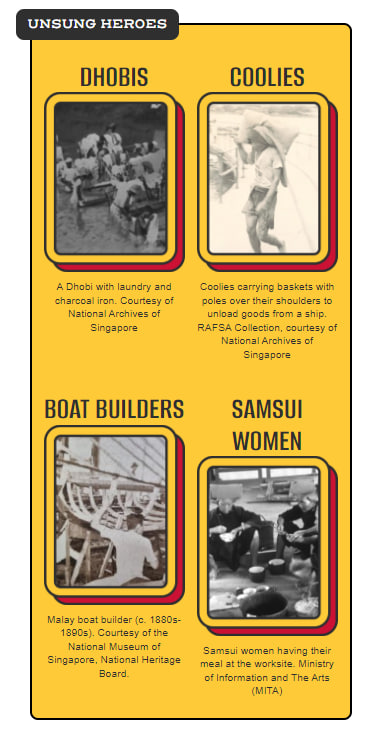 UNSUNG HEROES
DHOBIS
A Dhobi with laundry and
charcoal iron. Courtesy of
National Archives of
Singapore
COOLIES
Coolies carrying baskets with
poles over their shoulders to
unload goods from a ship.
RAFSA Collection, courtesy of
National Archives of
Singapore
BOAT BUILDERS
Malay boat builder (c. 1880s-
1890s). Courtesy of the
National Museum of
Singapore, National Heritage
Board.
SAMSUI
WOMEN
Samsui women having their
meal at the worksite. Ministry
of Information and The Arts
(MITA)